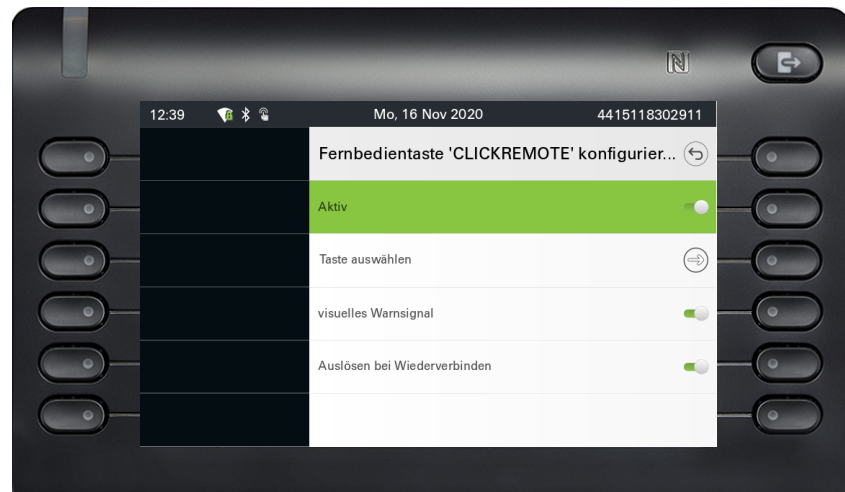 12:39 Mo, 16 Nov 2020 4415118302911
Fernbedientaste 'CLICKREMOTE' konfigurier...
Aktiv
Taste auswählen
visuelles Warnsignal
Auslösen bei Wiederverbinden